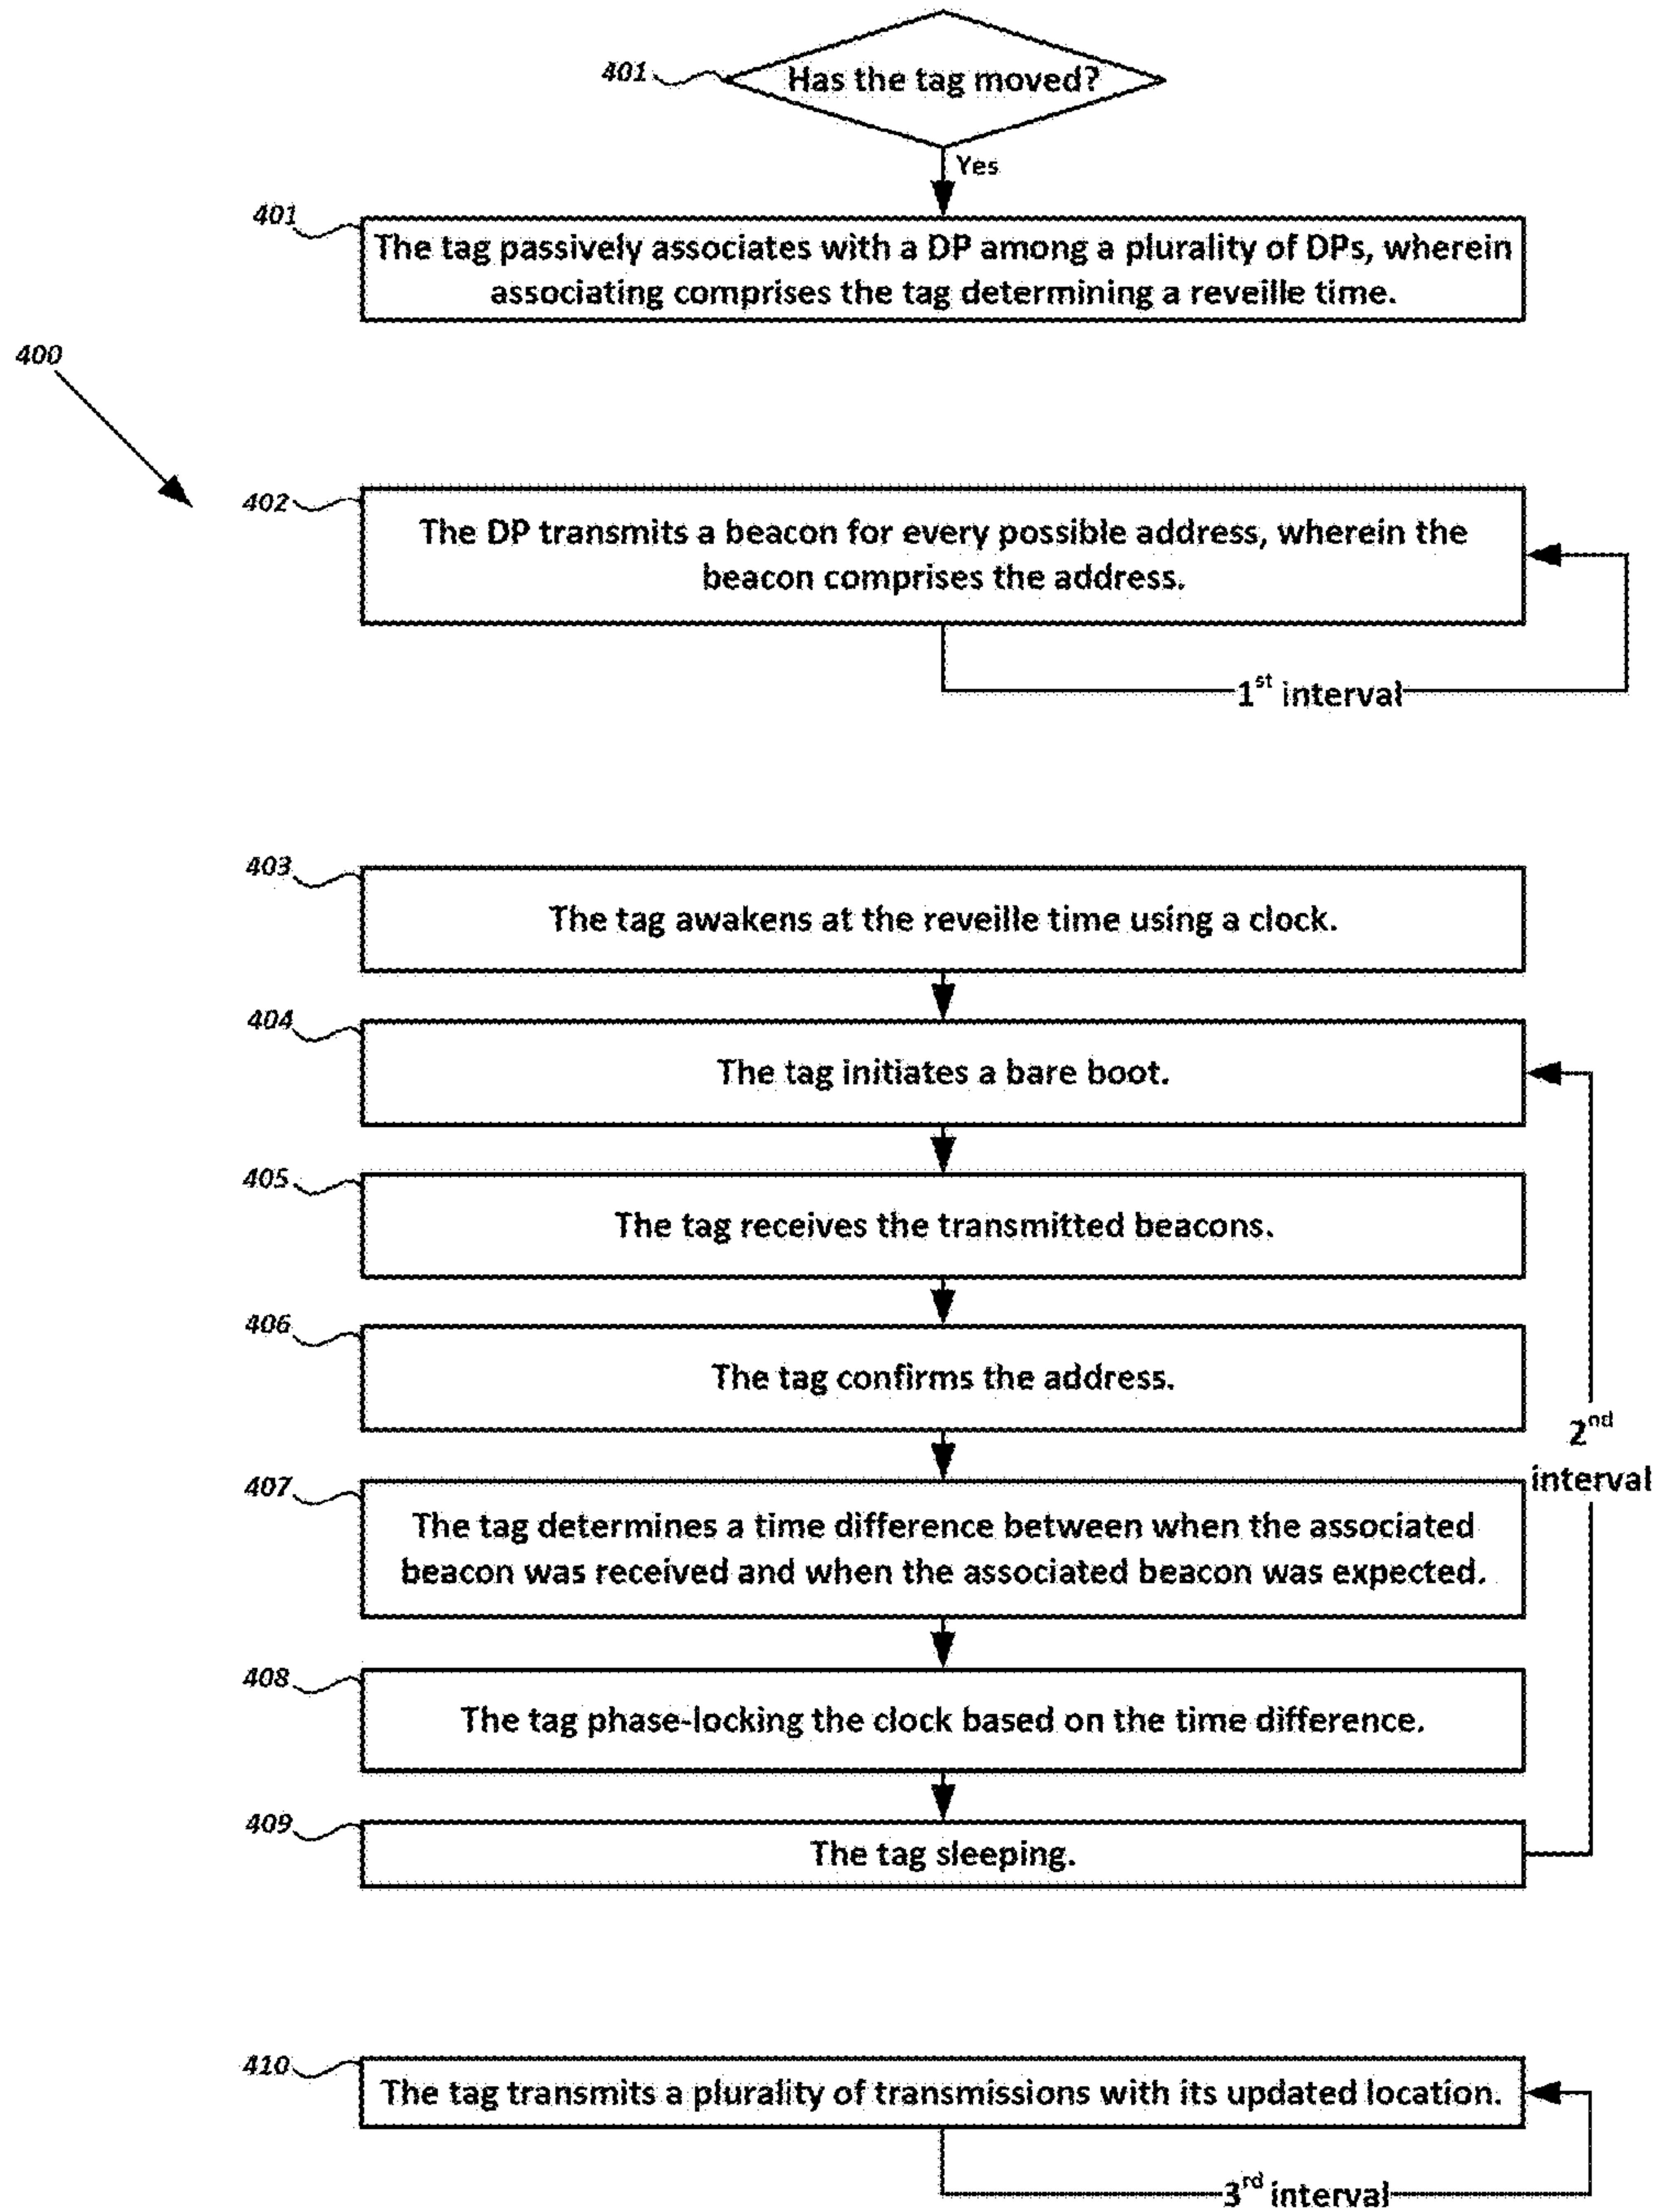 401
Has the tag moved?
Yes
401
The tag passively associates with a DP among a plurality of DPs, wherein
associating comprises the tag determining a reveille time.
400
402
The DP transmits a beacon for every possible address, wherein the
beacon comprises the address.
1st interval
403
The tag awakens at the reveille time using a clock.
404
The tag initiates a bare boot.
405
The tag receives the transmitted beacons.
406
The tag confirms the address.
2nd
interval
407
The tag determines a time difference between when the associated
beacon was received and when the associated beacon was expected.
408
The tag phase-locking the clock based on the time difference.
409
The tag sleeping.
410
The tag transmits a plurality of transmissions with its updated location.
3rd interval